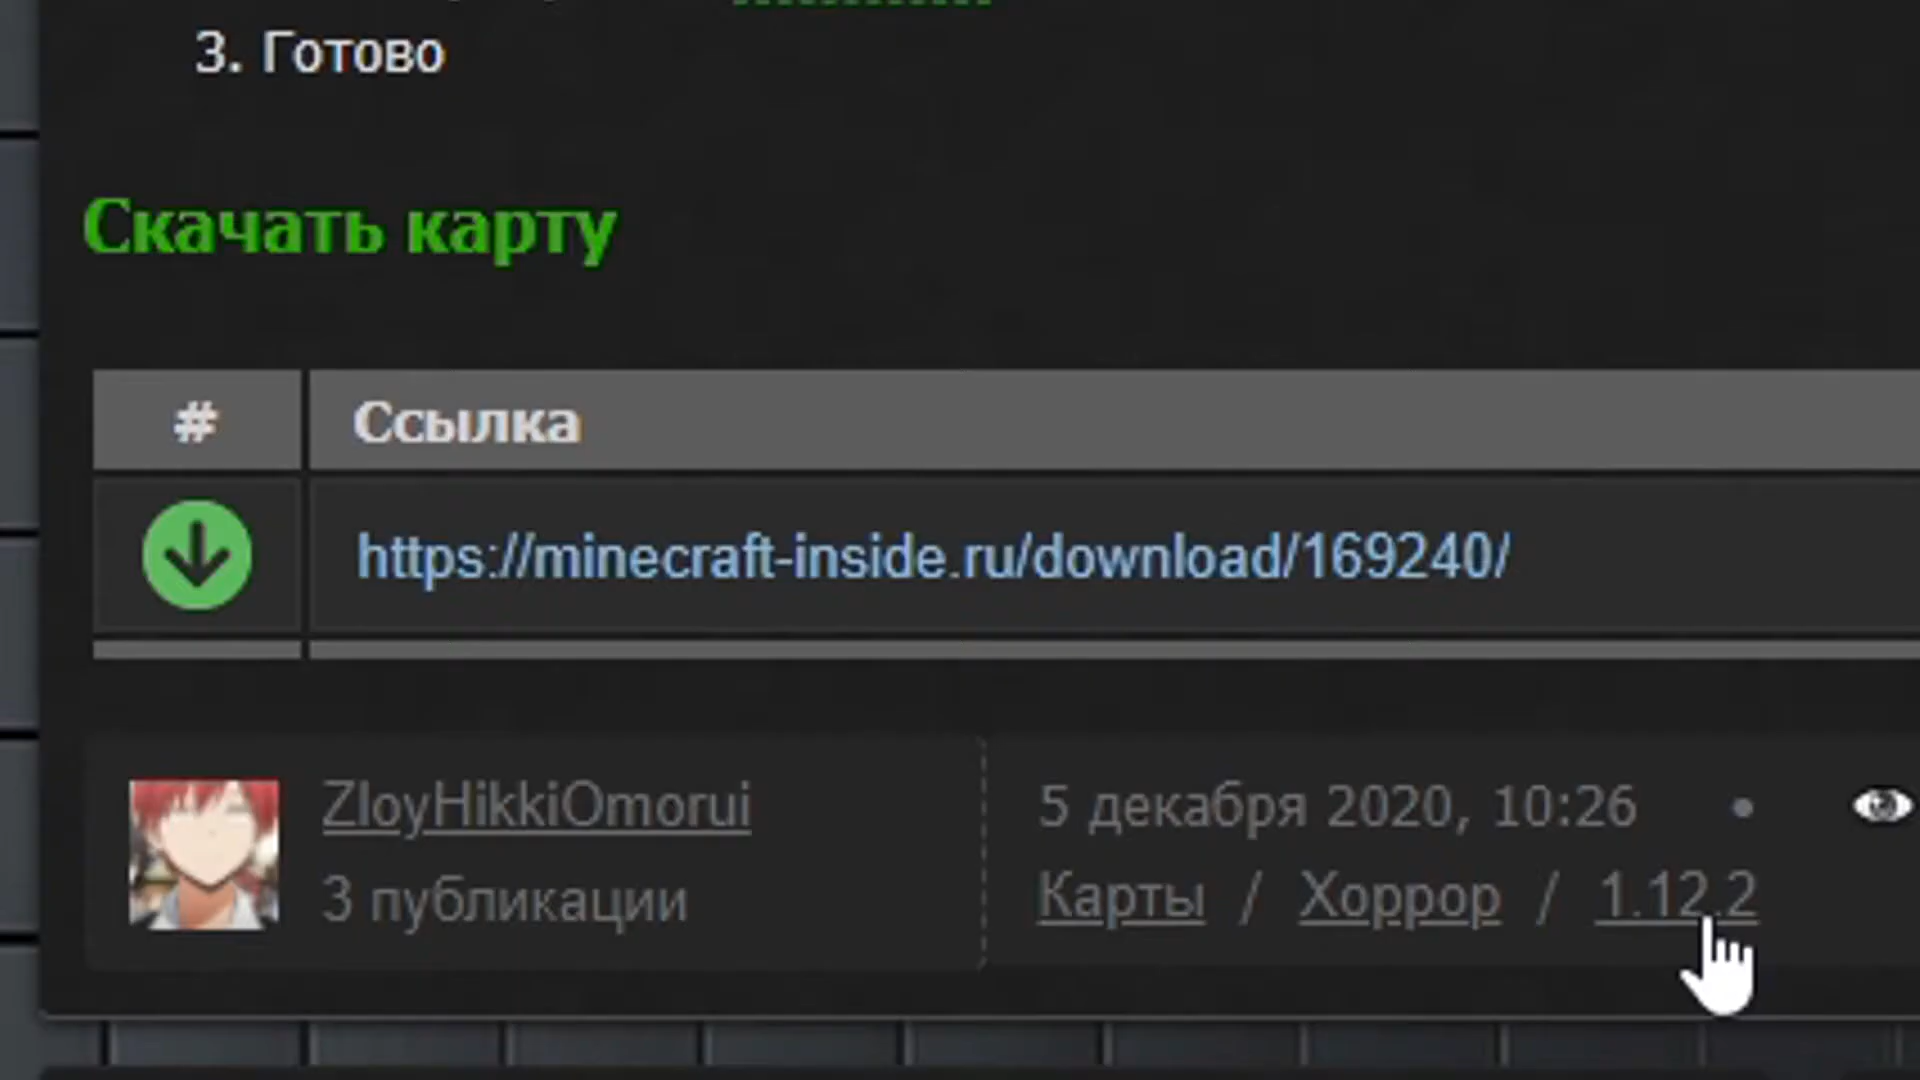 3. Готово
Скачать карту
# Ссылка
https://minecraft-inside.ru/download/169240/
ZloyHikkiOmorui
3 публикации
5 декабря 2020, 10:26 •
Карты / Хоррор / 1.12.2